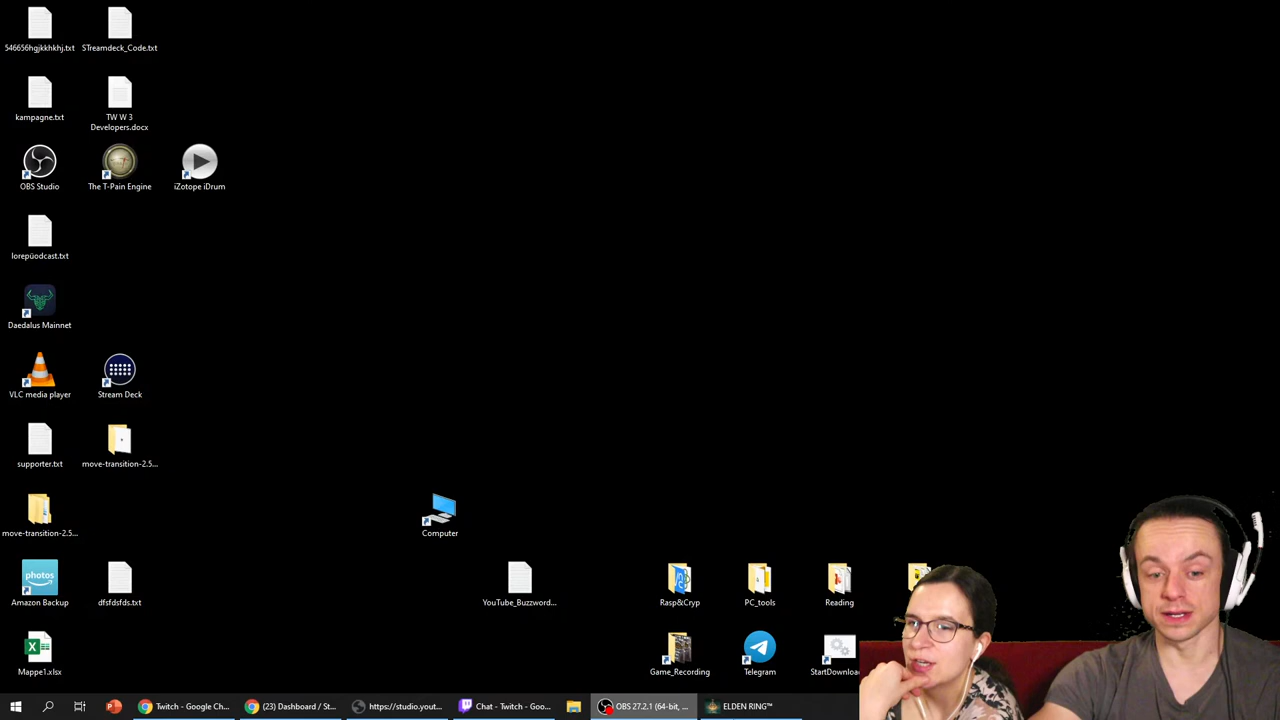 546656hgjkkhkhj.txt
STreamdeck_Code.txt
kampagne.txt
TW W 3
Developers.docx
OBS Studio
The T-Pain Engine
iZotope iDrum
lorepüodcast.txt
Daedalus Mainnet
VLC media player
Stream Deck
supporter.txt
move-transition-2.5...
move-transition-2.5...
Computer
photos
Amazon Backup
dfsfdsfds.txt
YouTube_Buzzword...
Rasp&Cryp
PC_tools
Reading
Mappe1.xlsx
Game_Recording
Telegram
StartDownloa
Twitch - Google Ch...
(23) Dashboard / St...
https://studio.yout...
Chat - Twitch - Goo...
OBS 27.2.1 (64-bit, ...
ELDEN RING™